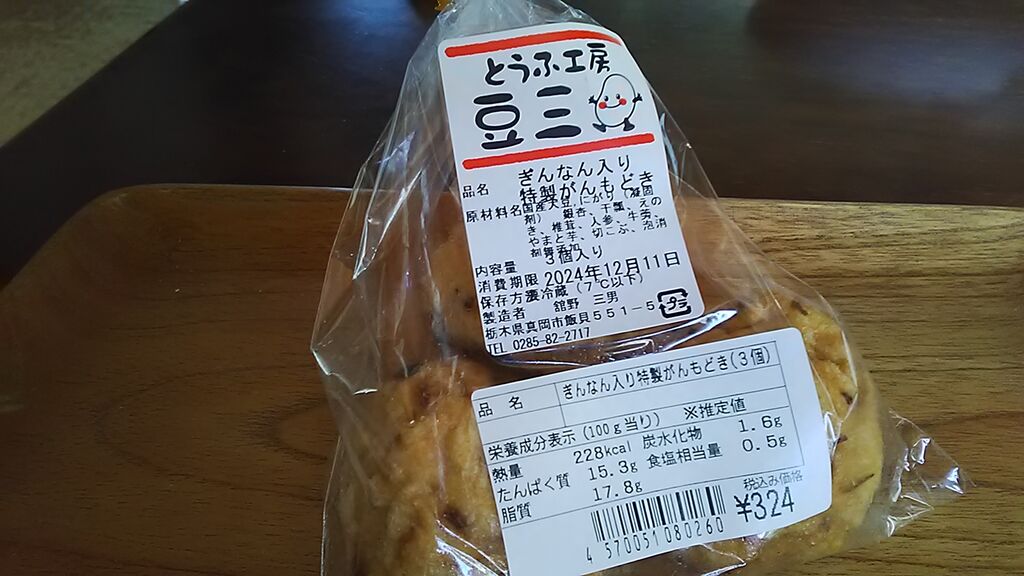 とうふ工房
豆三
品名 ぎんなん入り
特製がんもどき
原材料名 国産大豆、にがり（凝固
剤）、銀杏、玉瓢、えの
き、椎茸、人参、牛蒡、
やまと芋、切こぶ、泡消
剤無添加
内容量 3個入り
消費期限 2024年12月11日
保存方法 要冷蔵（7℃以下）
製造者 舘野 三男
栃木県真岡市飯貝551-5
プラ
TEL 0285-82-2717
品 名 ぎんなん入り特製がんもどき(3個)
栄養成分表示（100g当り） ※推定値
熱量 228kcal 炭水化物 1.6g
たんぱく質 15.3g 食塩相当量 0.5g
脂質 17.8g
税込み価格
¥324
4 570051 080260